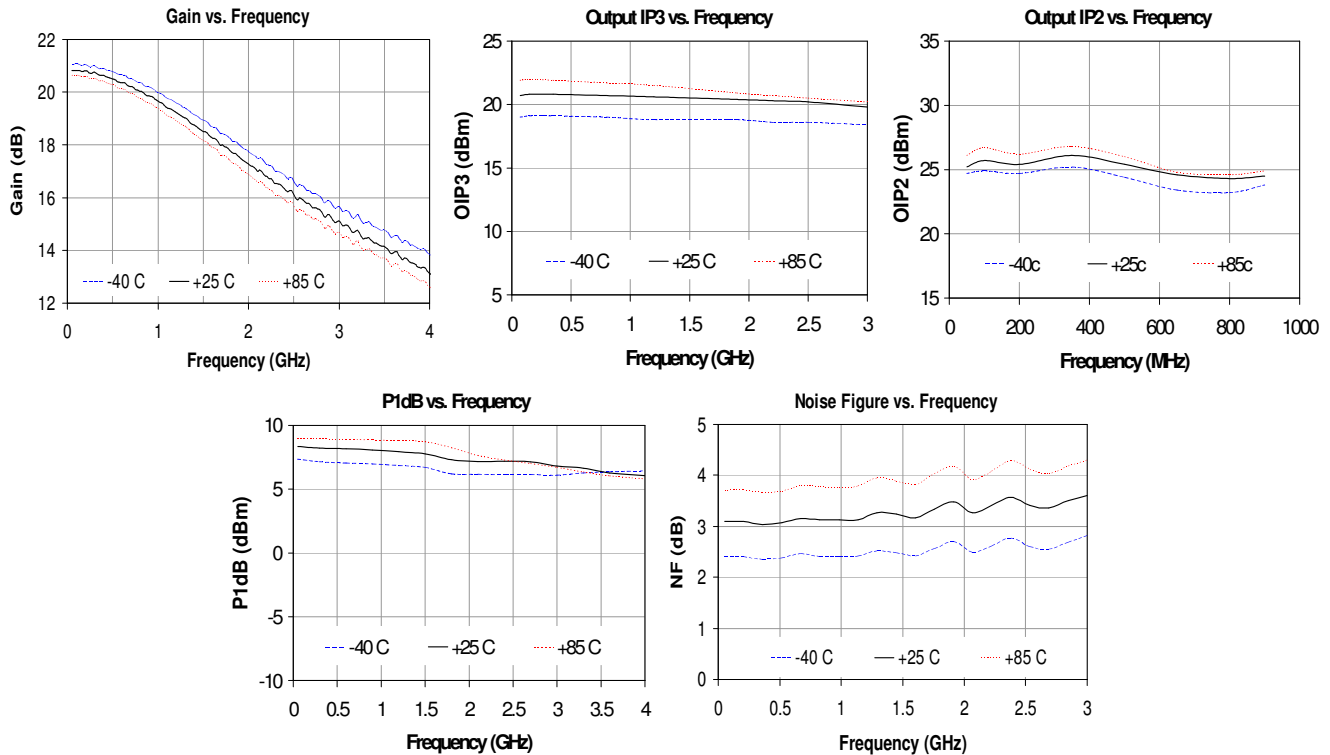 Gain vs. Frequency
22
20
18
16
14
12
Gain (dB)
-40 C +25 C +85 C
0 1 2 3 4
Frequency (GHz)
Output IP3 vs. Frequency
25
20
15
10
5
OIP3 (dBm)
-40 C +25 C +85 C
0 0.5 1 1.5 2 2.5 3
Frequency (GHz)
Output IP2 vs. Frequency
35
30
25
20
15
OIP2 (dBm)
-40c +25c +85c
0 200 400 600 800 1000
Frequency (MHz)
P1dB vs. Frequency
10
5
0
-5
-10
P1dB (dBm)
-40 C +25 C +85 C
0 0.5 1 1.5 2 2.5 3 3.5 4
Frequency (GHz)
Noise Figure vs. Frequency
5
4
3
2
1
0
NF (dB)
-40 C +25 C +85 C
0 0.5 1 1.5 2 2.5 3
Frequency (GHz)